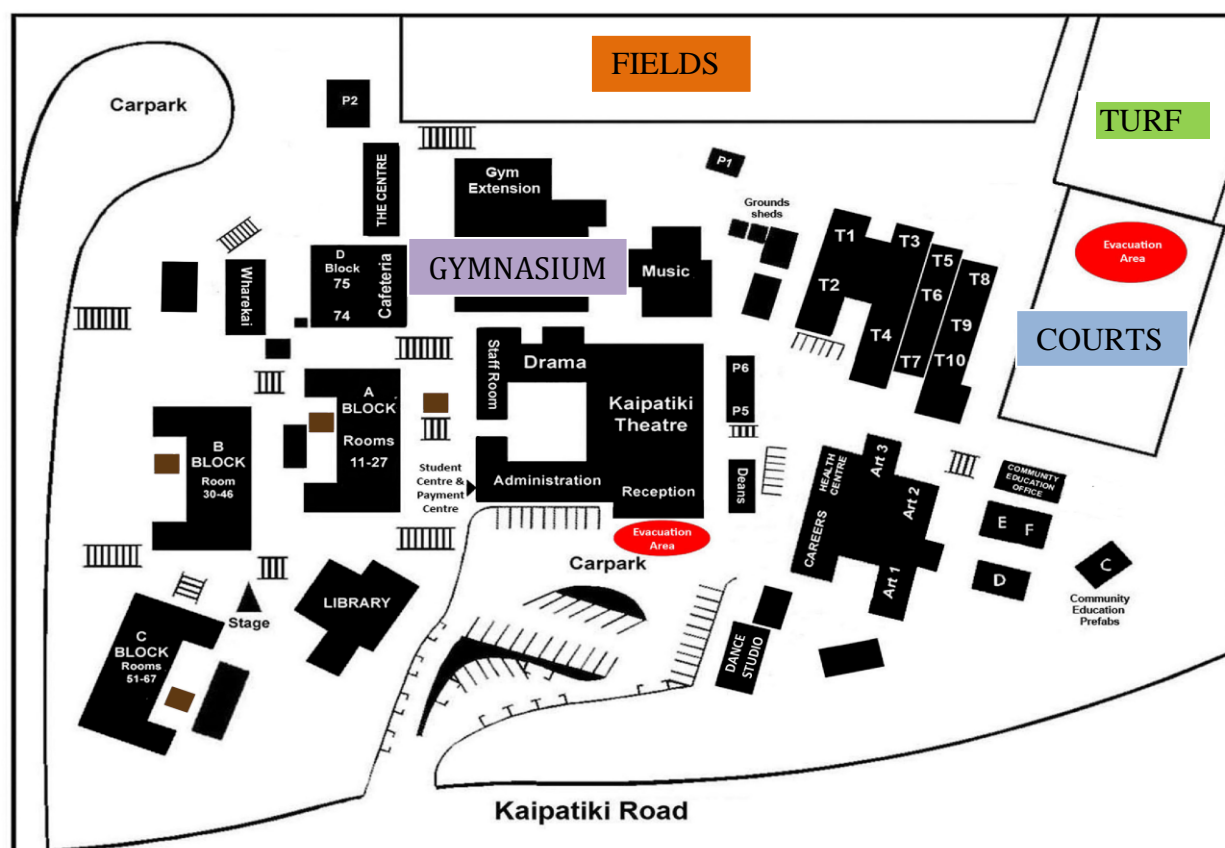 FIELDS
Carpark
P2
TURF
THE CENTRE
Gym
Extension
P1
Grounds
sheds
T1
T3
T5
T8
Evacuation
Area
D
Block
75
74
Cafeteria
GYMNASIUM
Music
Wharekai
T2
T6
T9
T4
T7
T10
COURTS
Staff Room
Drama
Kaipatiki
Theatre
P6
P5
A
BLOCK
Rooms
11-27
B
BLOCK
Room
30-46
Student
Centre &
Payment
Centre
Administration
Reception
Deans
HEALTH
CENTRE
CAREERS
Art 3
Art 2
Art 1
COMMUNITY
EDUCATION
OFFICE
E F
D
C
Community
Education
Prefabs
Evacuation
Area
Carpark
LIBRARY
Stage
C
BLOCK
Rooms
51-67
DANCE
STUDIO
Kaipatiki Road